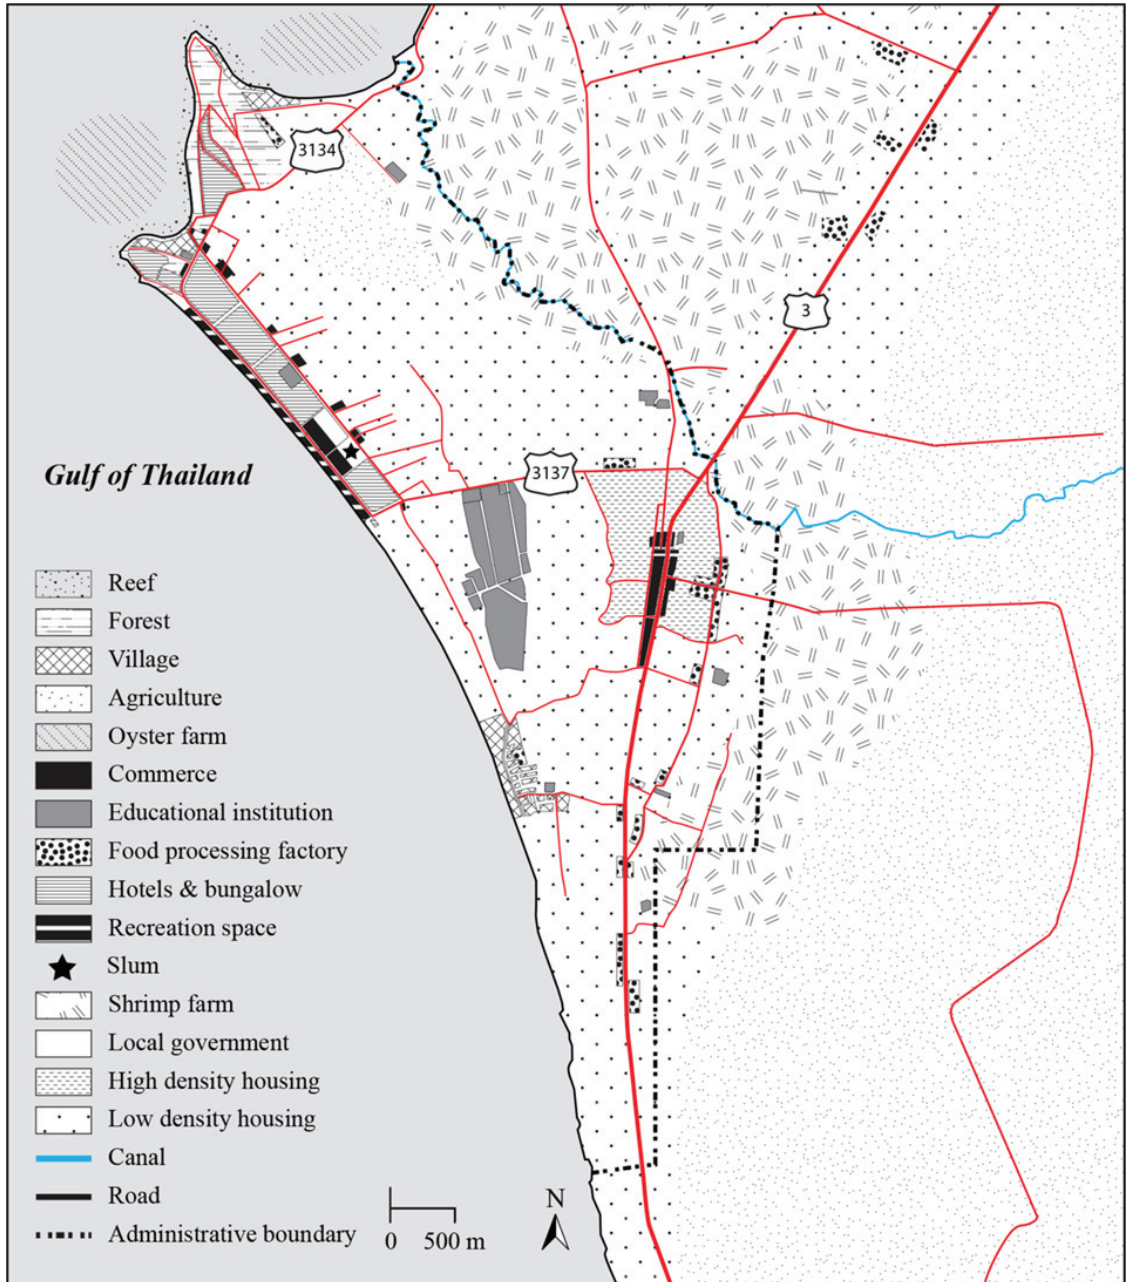 3134
3
3137
Gulf of Thailand
Reef
Forest
Village
Agriculture
Oyster farm
Commerce
Educational institution
Food processing factory
Hotels & bungalow
Recreation space
Slum
Shrimp farm
Local government
High density housing
Low density housing
Canal
Road
Administrative boundary
0 500 m
N